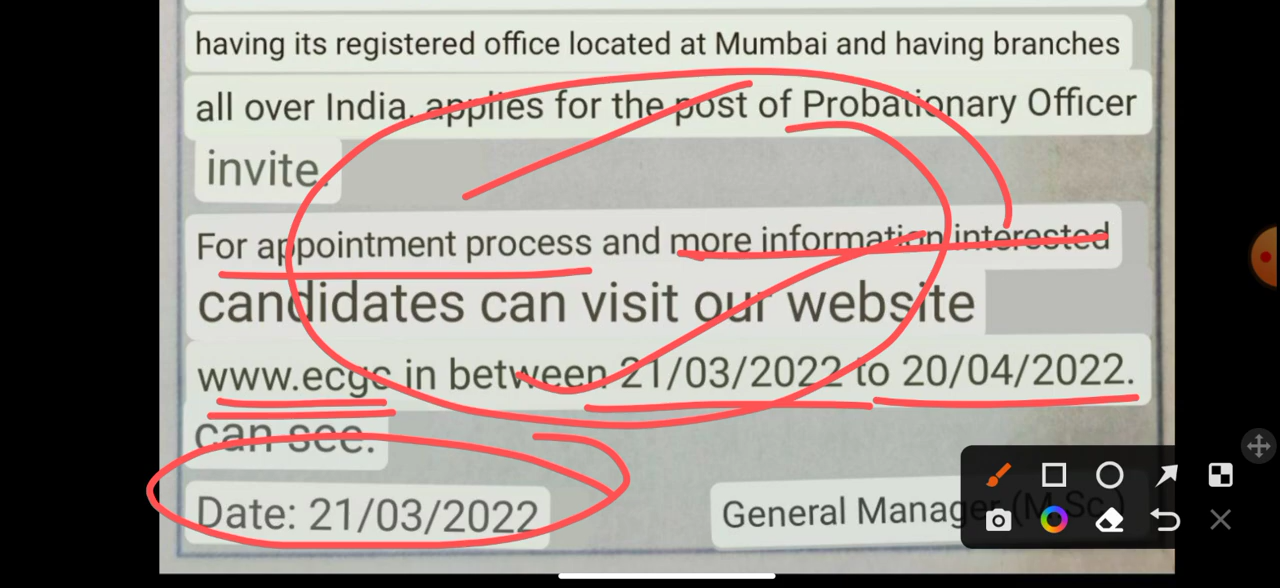 having its registered office located at Mumbai and having branches
all over India, applies for the post of Probationary Officer
invite.
For appointment process and more information interested
candidates can visit our website
www.ecgc in between 21/03/2022 to 20/04/2022.
can see.
Date: 21/03/2022
General Manager (M.Sc.)